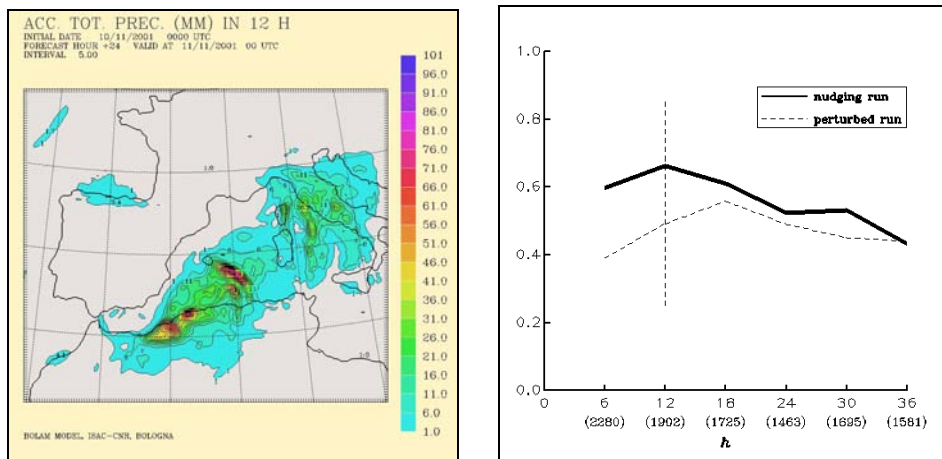 ACC. TOT. PREC. (MM) IN 12 H
INITIAL DATE 10/11/2001 0000 UTC
FORECAST HOUR +24 VALID AT 11/11/2001 00 UTC
INTERVAL 5.00
101
96.0
91.0
86.0
81.0
76.0
71.0
66.0
61.0
56.0
51.0
46.0
41.0
36.0
31.0
26.0
21.0
16.0
11.0
6.0
1.0
BOLAM MODEL, ISAC-CNR, BOLOGNA
1.0
0.8
0.6
0.4
0.2
0.0
nudging run
perturbed run
0 6 12 18 24 30 36
(2280) (1902) (1725) (1463) (1695) (1581)
h